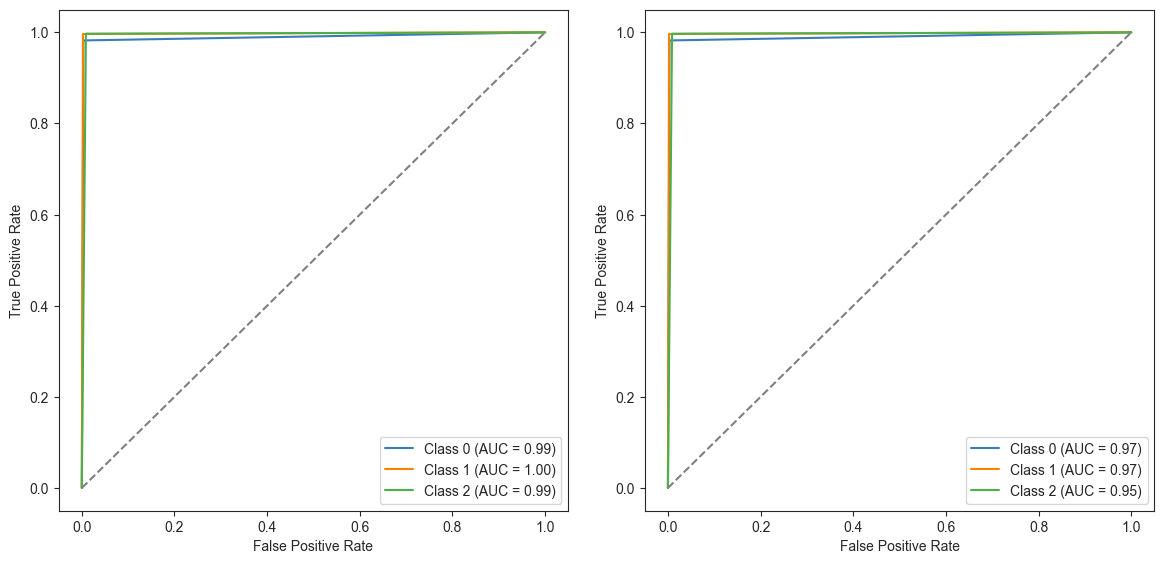 1.0
0.8
0.6
0.4
0.2
0.0
True Positive Rate
0.0 0.2 0.4 0.6 0.8 1.0
False Positive Rate
Class 0 (AUC = 0.99)
Class 1 (AUC = 1.00)
Class 2 (AUC = 0.99)
1.0
0.8
0.6
0.4
0.2
0.0
True Positive Rate
0.0 0.2 0.4 0.6 0.8 1.0
False Positive Rate
Class 0 (AUC = 0.97)
Class 1 (AUC = 0.97)
Class 2 (AUC = 0.95)